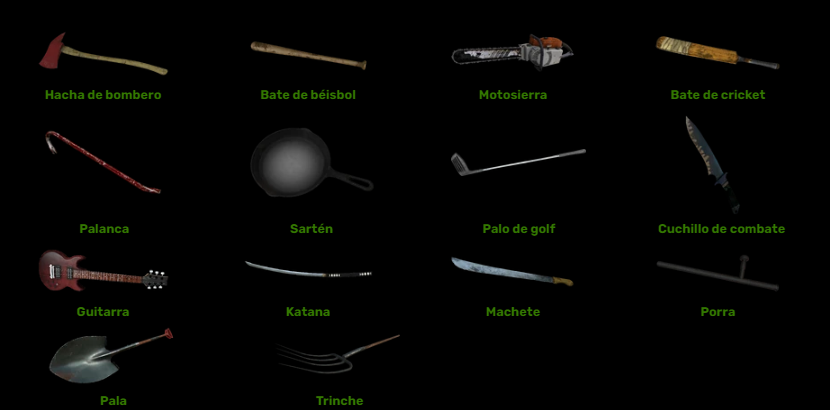 Hacha de bombero
Bate de béisbol
Motosierra
Bate de cricket
Palanca
Sartén
Palo de golf
Cuchillo de combate
Guitarra
Katana
Machete
Porra
Pala
Trinche